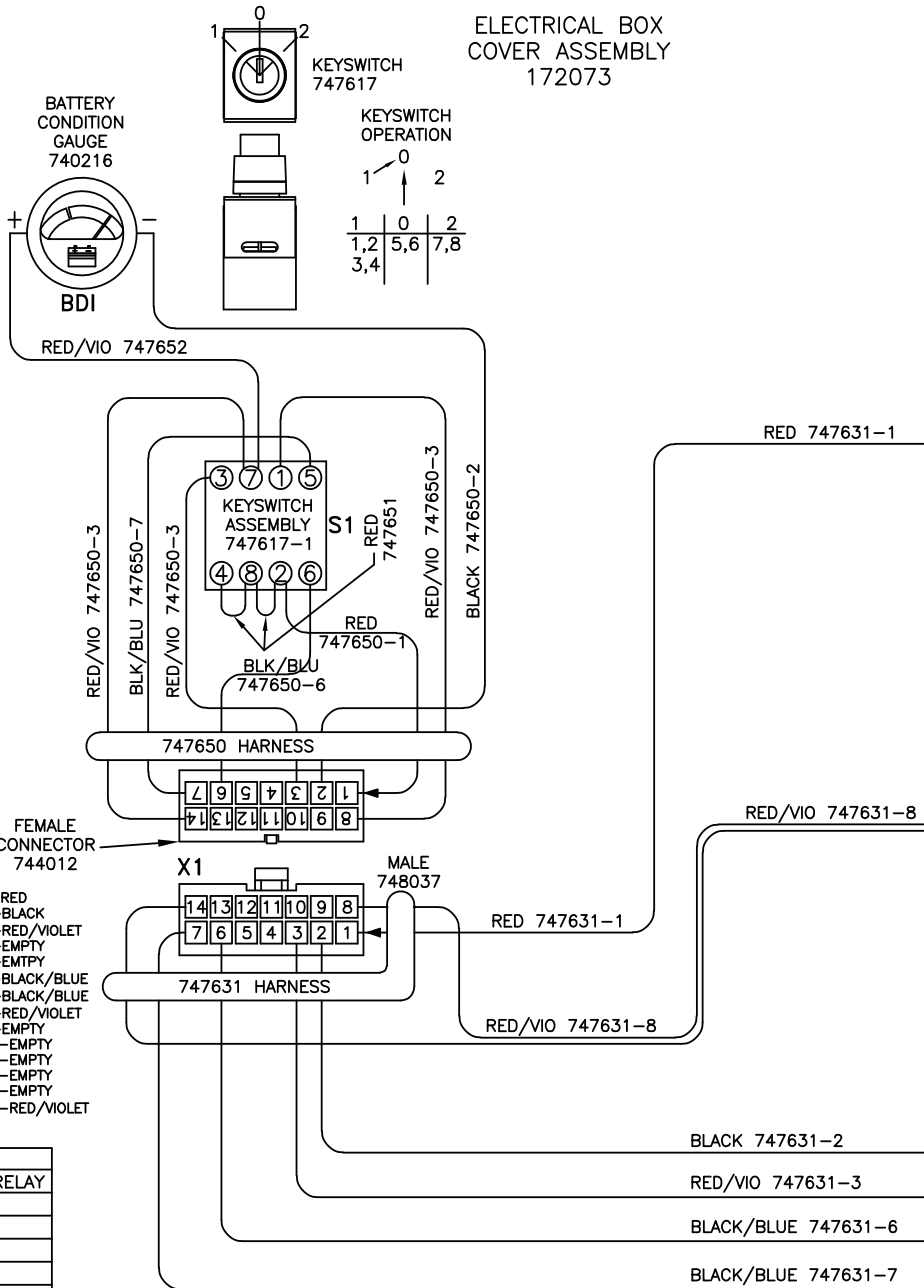 ELECTRICAL BOX
COVER ASSEMBLY
172073
0
1
2
KEYSWITCH
747617
BATTERY
CONDITION
GAUGE
740216
KEYSWITCH
OPERATION
0
1
2
1 0 2
1,2 5,6 7,8
3,4
+
−
BDI
RED/VIO 747652
RED 747631-1
3 7 1 5
KEYSWITCH
ASSEMBLY
747617-1
S1
4 8 2 6
RED
747651
RED/VIO 747650-3
BLK/BLU 747650-7
RED/VIO 747650-3
RED/VIO 747650-3
BLACK 747650-2
RED
747650-1
BLK/BLU
747650-6
747650 HARNESS
7 6 5 4 3 2 1
14 13 12 11 10 9 8
FEMALE
CONNECTOR
744012
RED/VIO 747631-8
X1
MALE
748037
14 13 12 11 10 9 8
7 6 5 4 3 2 1
RED 747631-1
747631 HARNESS
RED/VIO 747631-8
RED
-BLACK
-RED/VIOLET
-EMPTY
-EMTPY
-BLACK/BLUE
-BLACK/BLUE
-RED/VIOLET
-EMPTY
-EMPTY
-EMPTY
-EMPTY
-EMPTY
-RED/VIOLET
RELAY
BLACK 747631-2
RED/VIO 747631-3
BLACK/BLUE 747631-6
BLACK/BLUE 747631-7